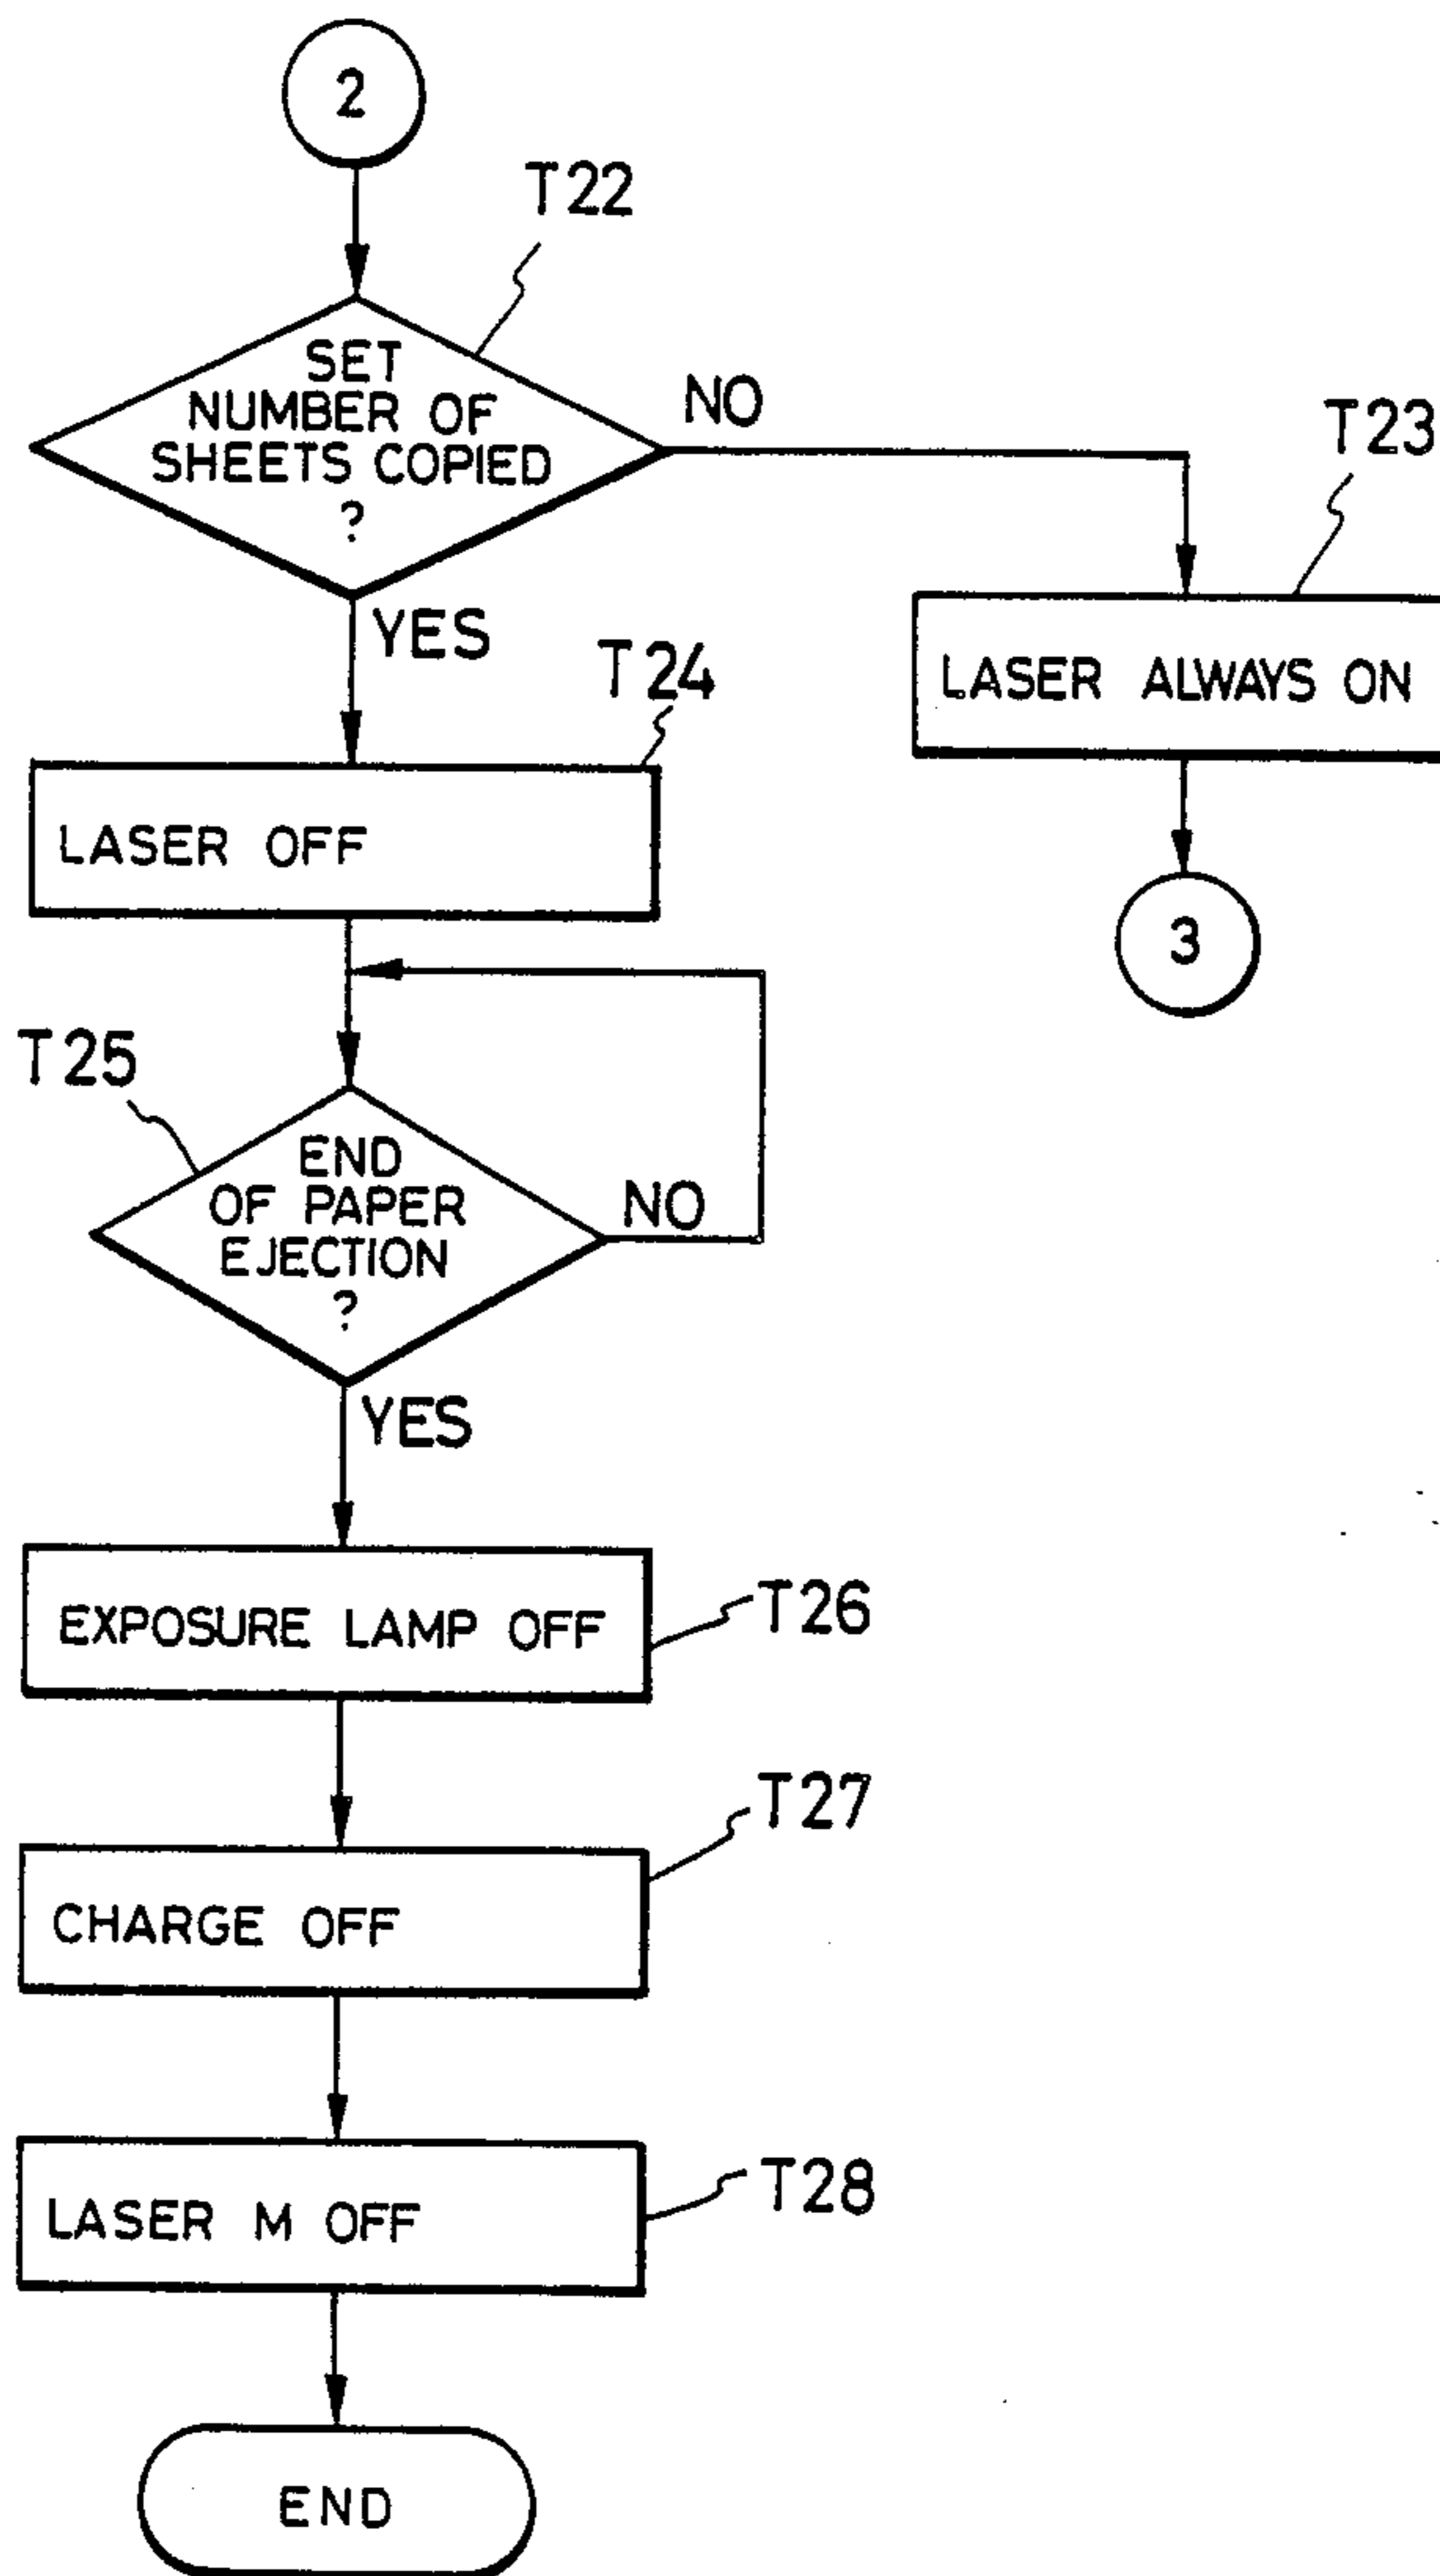 2
T22
SET
NUMBER OF
SHEETS COPIED
?
NO
YES
T23
LASER ALWAYS ON
3
T24
LASER OFF
T25
END
OF PAPER
EJECTION
?
NO
YES
EXPOSURE LAMP OFF
T26
CHARGE OFF
T27
LASER M OFF
T28
END